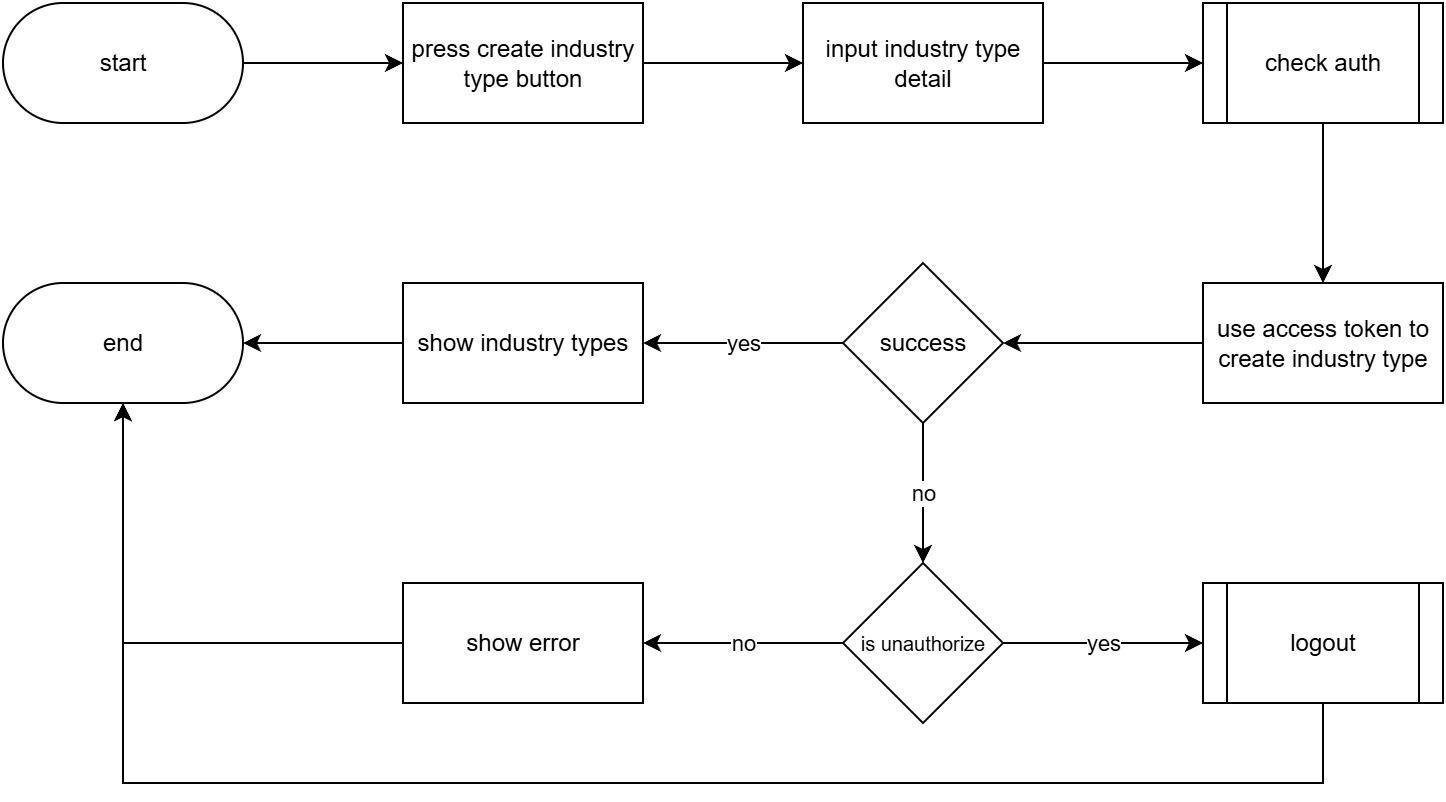 start
press create industry
type button
input industry type
detail
check auth
end
show industry types
yes
success
use access token to
create industry type
no
show error
no
is unauthorize
yes
logout